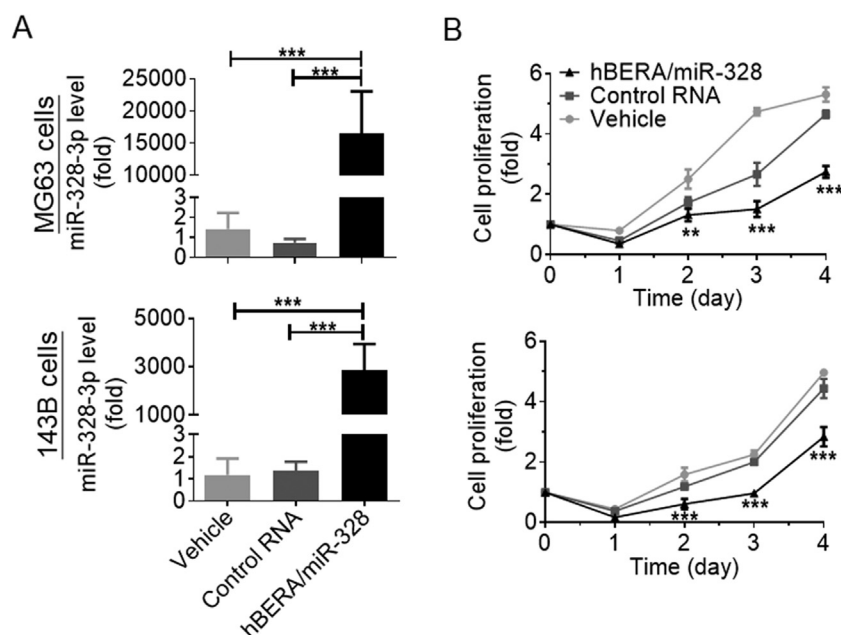 A
MG63 cells
miR-328-3p level
(fold)
25000
20000
15000
10000
3
2
1
0
***
***
143B cells
miR-328-3p level
(fold)
5000
3000
1000
3
2
1
0
***
***
Vehicle
Control RNA
hBERA/miR-328
B
Cell proliferation
(fold)
6
4
2
0
hBERA/miR-328
Control RNA
Vehicle
**
***
***
0 1 2 3 4
Time (day)
Cell proliferation
(fold)
6
4
2
0
***
***
***
0 1 2 3 4
Time (day)